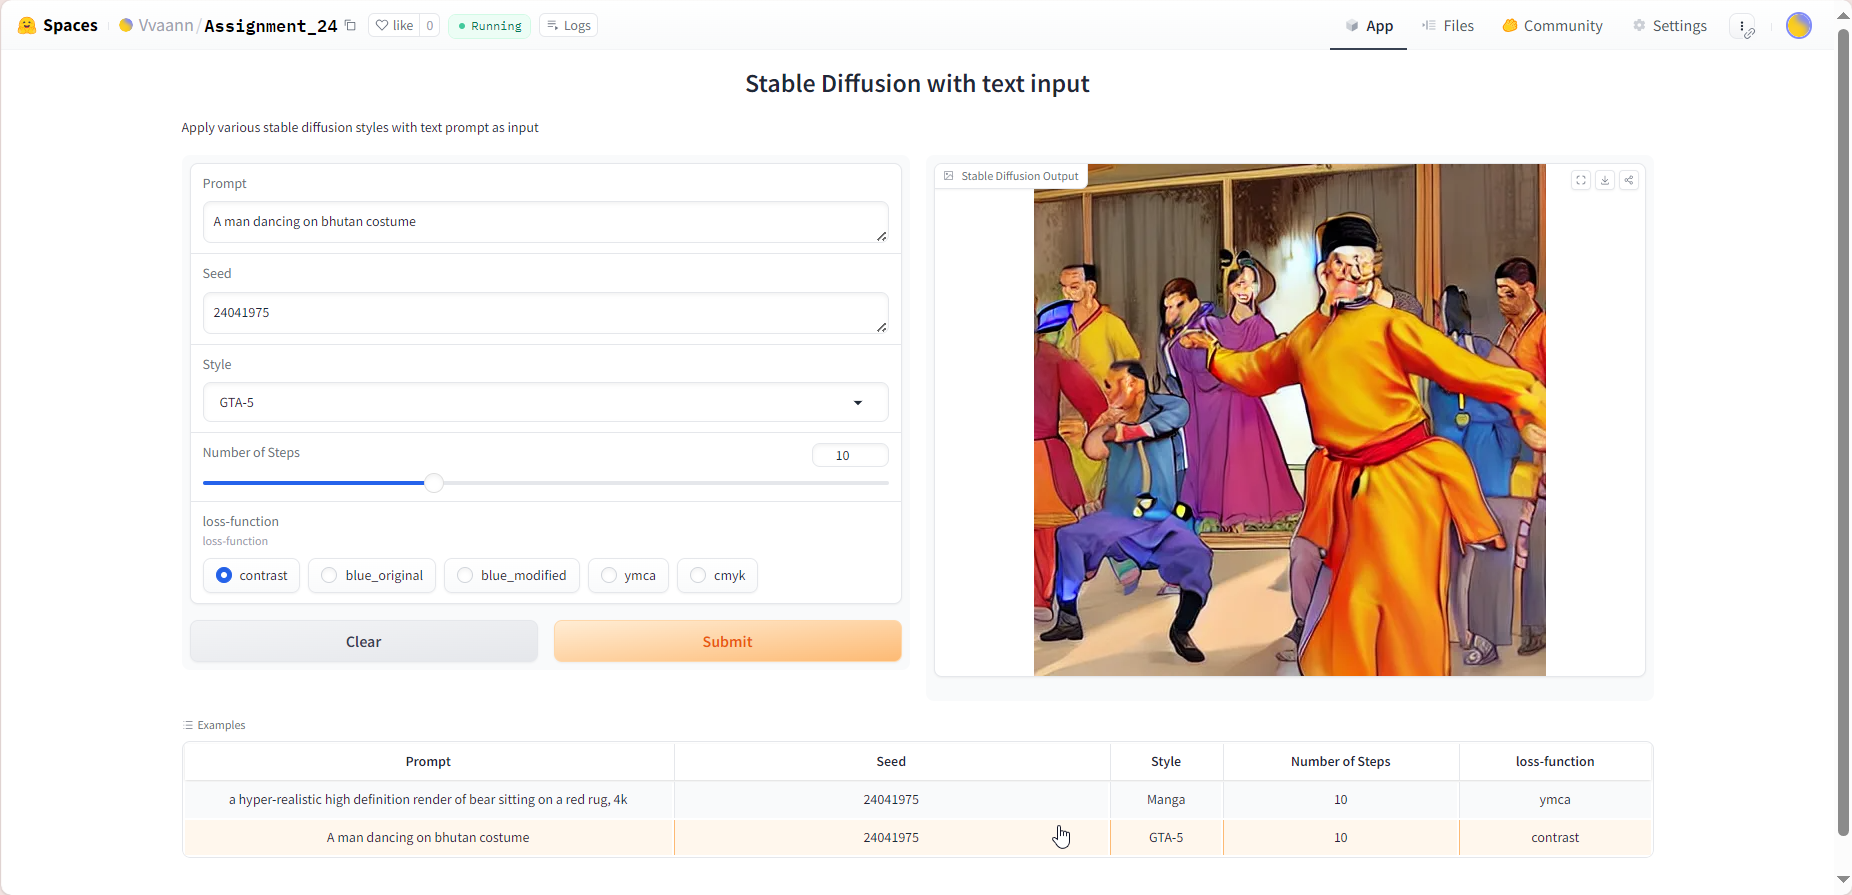 Spaces
Vvaann/Assignment_24
like 0
Running
Logs
App
Files
Community
Settings
Stable Diffusion with text input
Apply various stable diffusion styles with text prompt as input
Prompt
A man dancing on bhutan costume
Seed
24041975
Style
GTA-5
Number of Steps
10
loss-function
loss-function
contrast
blue_original
blue_modified
ymca
cmyk
Clear
Submit
Stable Diffusion Output
Examples
Prompt Seed Style Number of Steps loss-function
a hyper-realistic high definition render of bear sitting on a red rug, 4k 24041975 Manga 10 ymca
A man dancing on bhutan costume 24041975 GTA-5 10 contrast